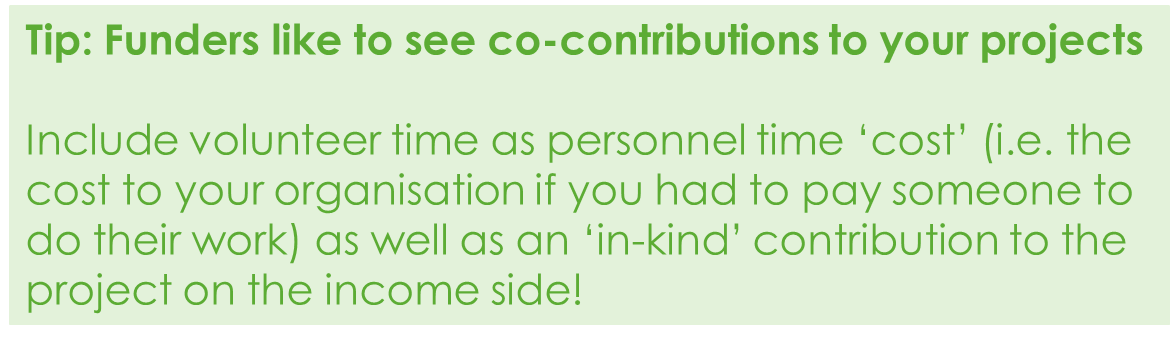 Tip: Funders like to see co-contributions to your projects
Include volunteer time as personnel time ‘cost’ (i.e. the
cost to your organisation if you had to pay someone to
do their work) as well as an ‘in-kind’ contribution to the
project on the income side!